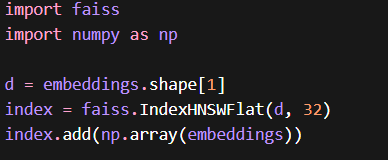 import faiss
import numpy as np
d = embeddings.shape[1]
index = faiss.IndexHNSWFlat(d, 32)
index.add(np.array(embeddings))